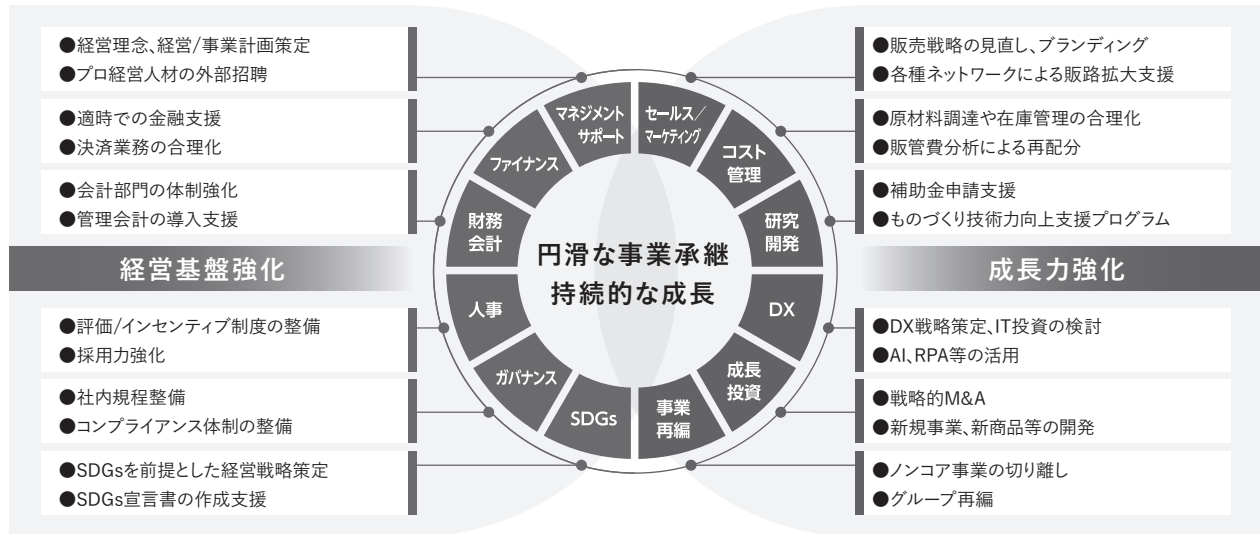 ●経営理念、経営/事業計画策定
●プロ経営人材の外部招聘
●適時での金融支援
●決済業務の合理化
●会計部門の体制強化
●管理会計の導入支援
経営基盤強化
●評価/インセンティブ制度の整備
●採用力強化
●社内規程整備
●コンプライアンス体制の整備
●SDGsを前提とした経営戦略策定
●SDGs宣言書の作成支援
マネジメント
サポート
ファイナンス
財務
会計
人事
ガバナンス
SDGs
円滑な事業承継
持続的な成長
セールス／
マーケティング
コスト
管理
研究
開発
DX
成長
投資
事業
再編
●販売戦略の見直し、ブランディング
●各種ネットワークによる販路拡大支援
●原材料調達や在庫管理の合理化
●販管費分析による再配分
●補助金申請支援
●ものづくり技術力向上支援プログラム
成長力強化
●DX戦略策定、IT投資の検討
●AI、RPA等の活用
●戦略的M&A
●新規事業、新商品等の開発
●ノンコア事業の切り離し
●グループ再編